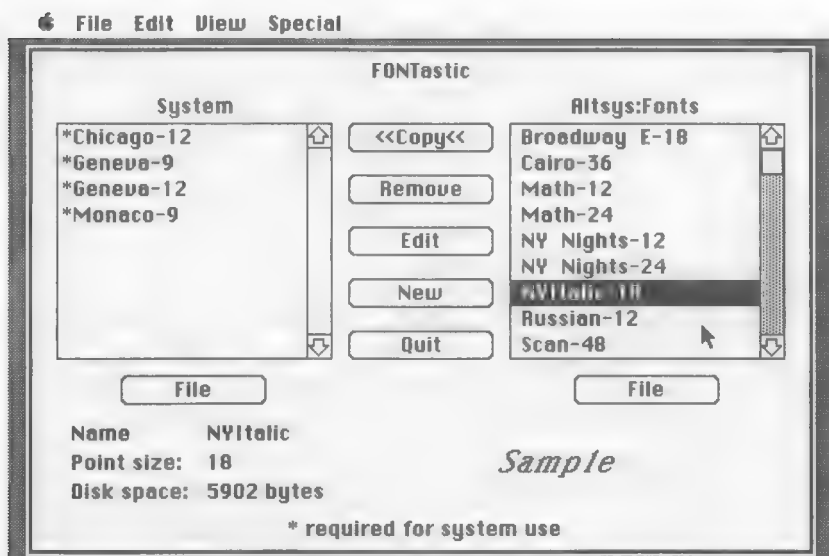 File Edit View Special
FONTastic
System
*Chicago-12
*Geneva-9
*Geneva-12
*Monaco-9
File
<<Copy<<
Remove
Edit
New
Quit
Altsys:Fonts
Broadway E-18
Cairo-36
Math-12
Math-24
NY Nights-12
NY Nights-24
NYItalic-18
Russian-12
Scan-48
File
Name NYItalic
Point size: 18
Disk space: 5902 bytes
Sample
* required for system use